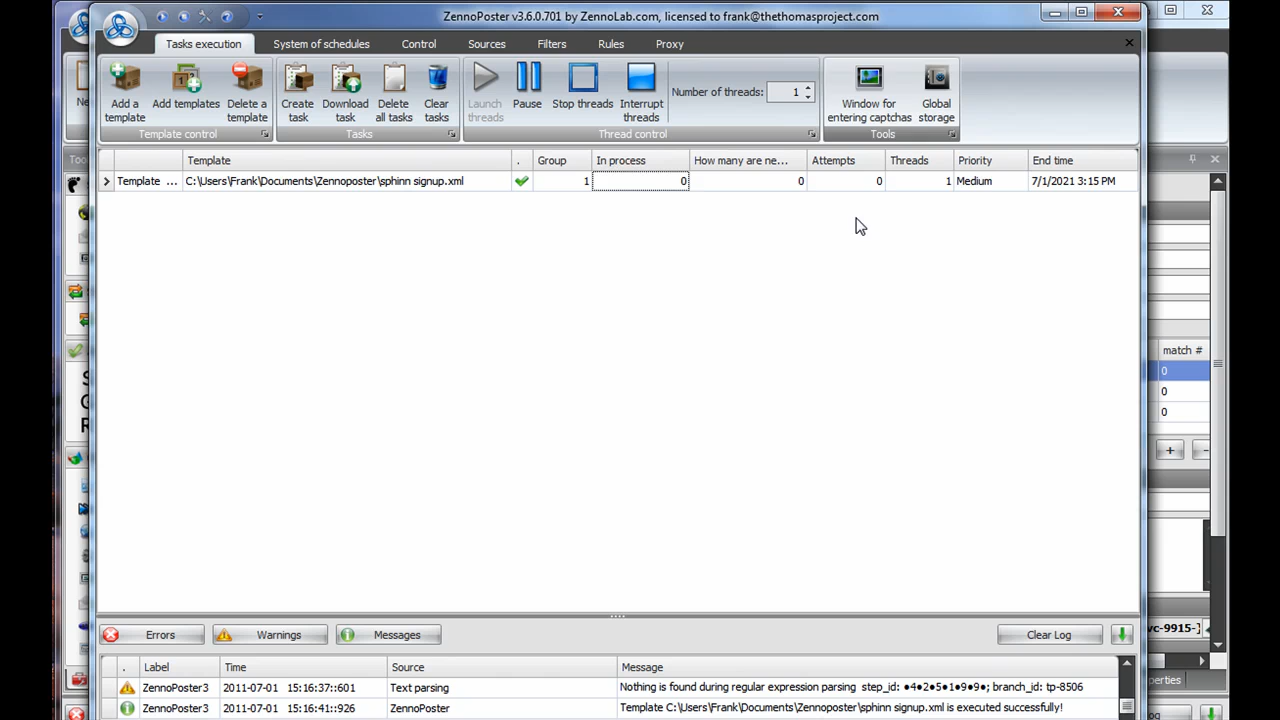 ZennoPoster v3.6.0.701 by ZennoLab.com, licensed to frank@thethomasproject.com
Tasks execution System of schedules Control Sources Filters Rules Proxy
Add a template Add templates Delete a template Create task Download task Delete all tasks Clear tasks Launch threads Pause Stop threads Interrupt threads Number of threads: 1 Window for entering captchas Global storage
Template control Tasks Thread control Tools
Template . Group In process How many are ne... Attempts Threads Priority End time
Template ... C:\Users\Frank\Documents\Zennoposter\sphinn signup.xml 1 0 0 0 1 Medium 7/1/2021 3:15 PM
match #
0
0
0
+ -
vc-9915-]
perties
Errors Warnings Messages Clear Log
. Label Time Source Message
ZennoPoster3 2011-07-01 15:16:37::601 Text parsing Nothing is found during regular expression parsing step_id: •4•2•5•1•9•9•; branch_id: tp-8506
ZennoPoster3 2011-07-01 15:16:41::926 ZennoPoster Template C:\Users\Frank\Documents\Zennoposter\sphinn signup.xml is executed successfully!